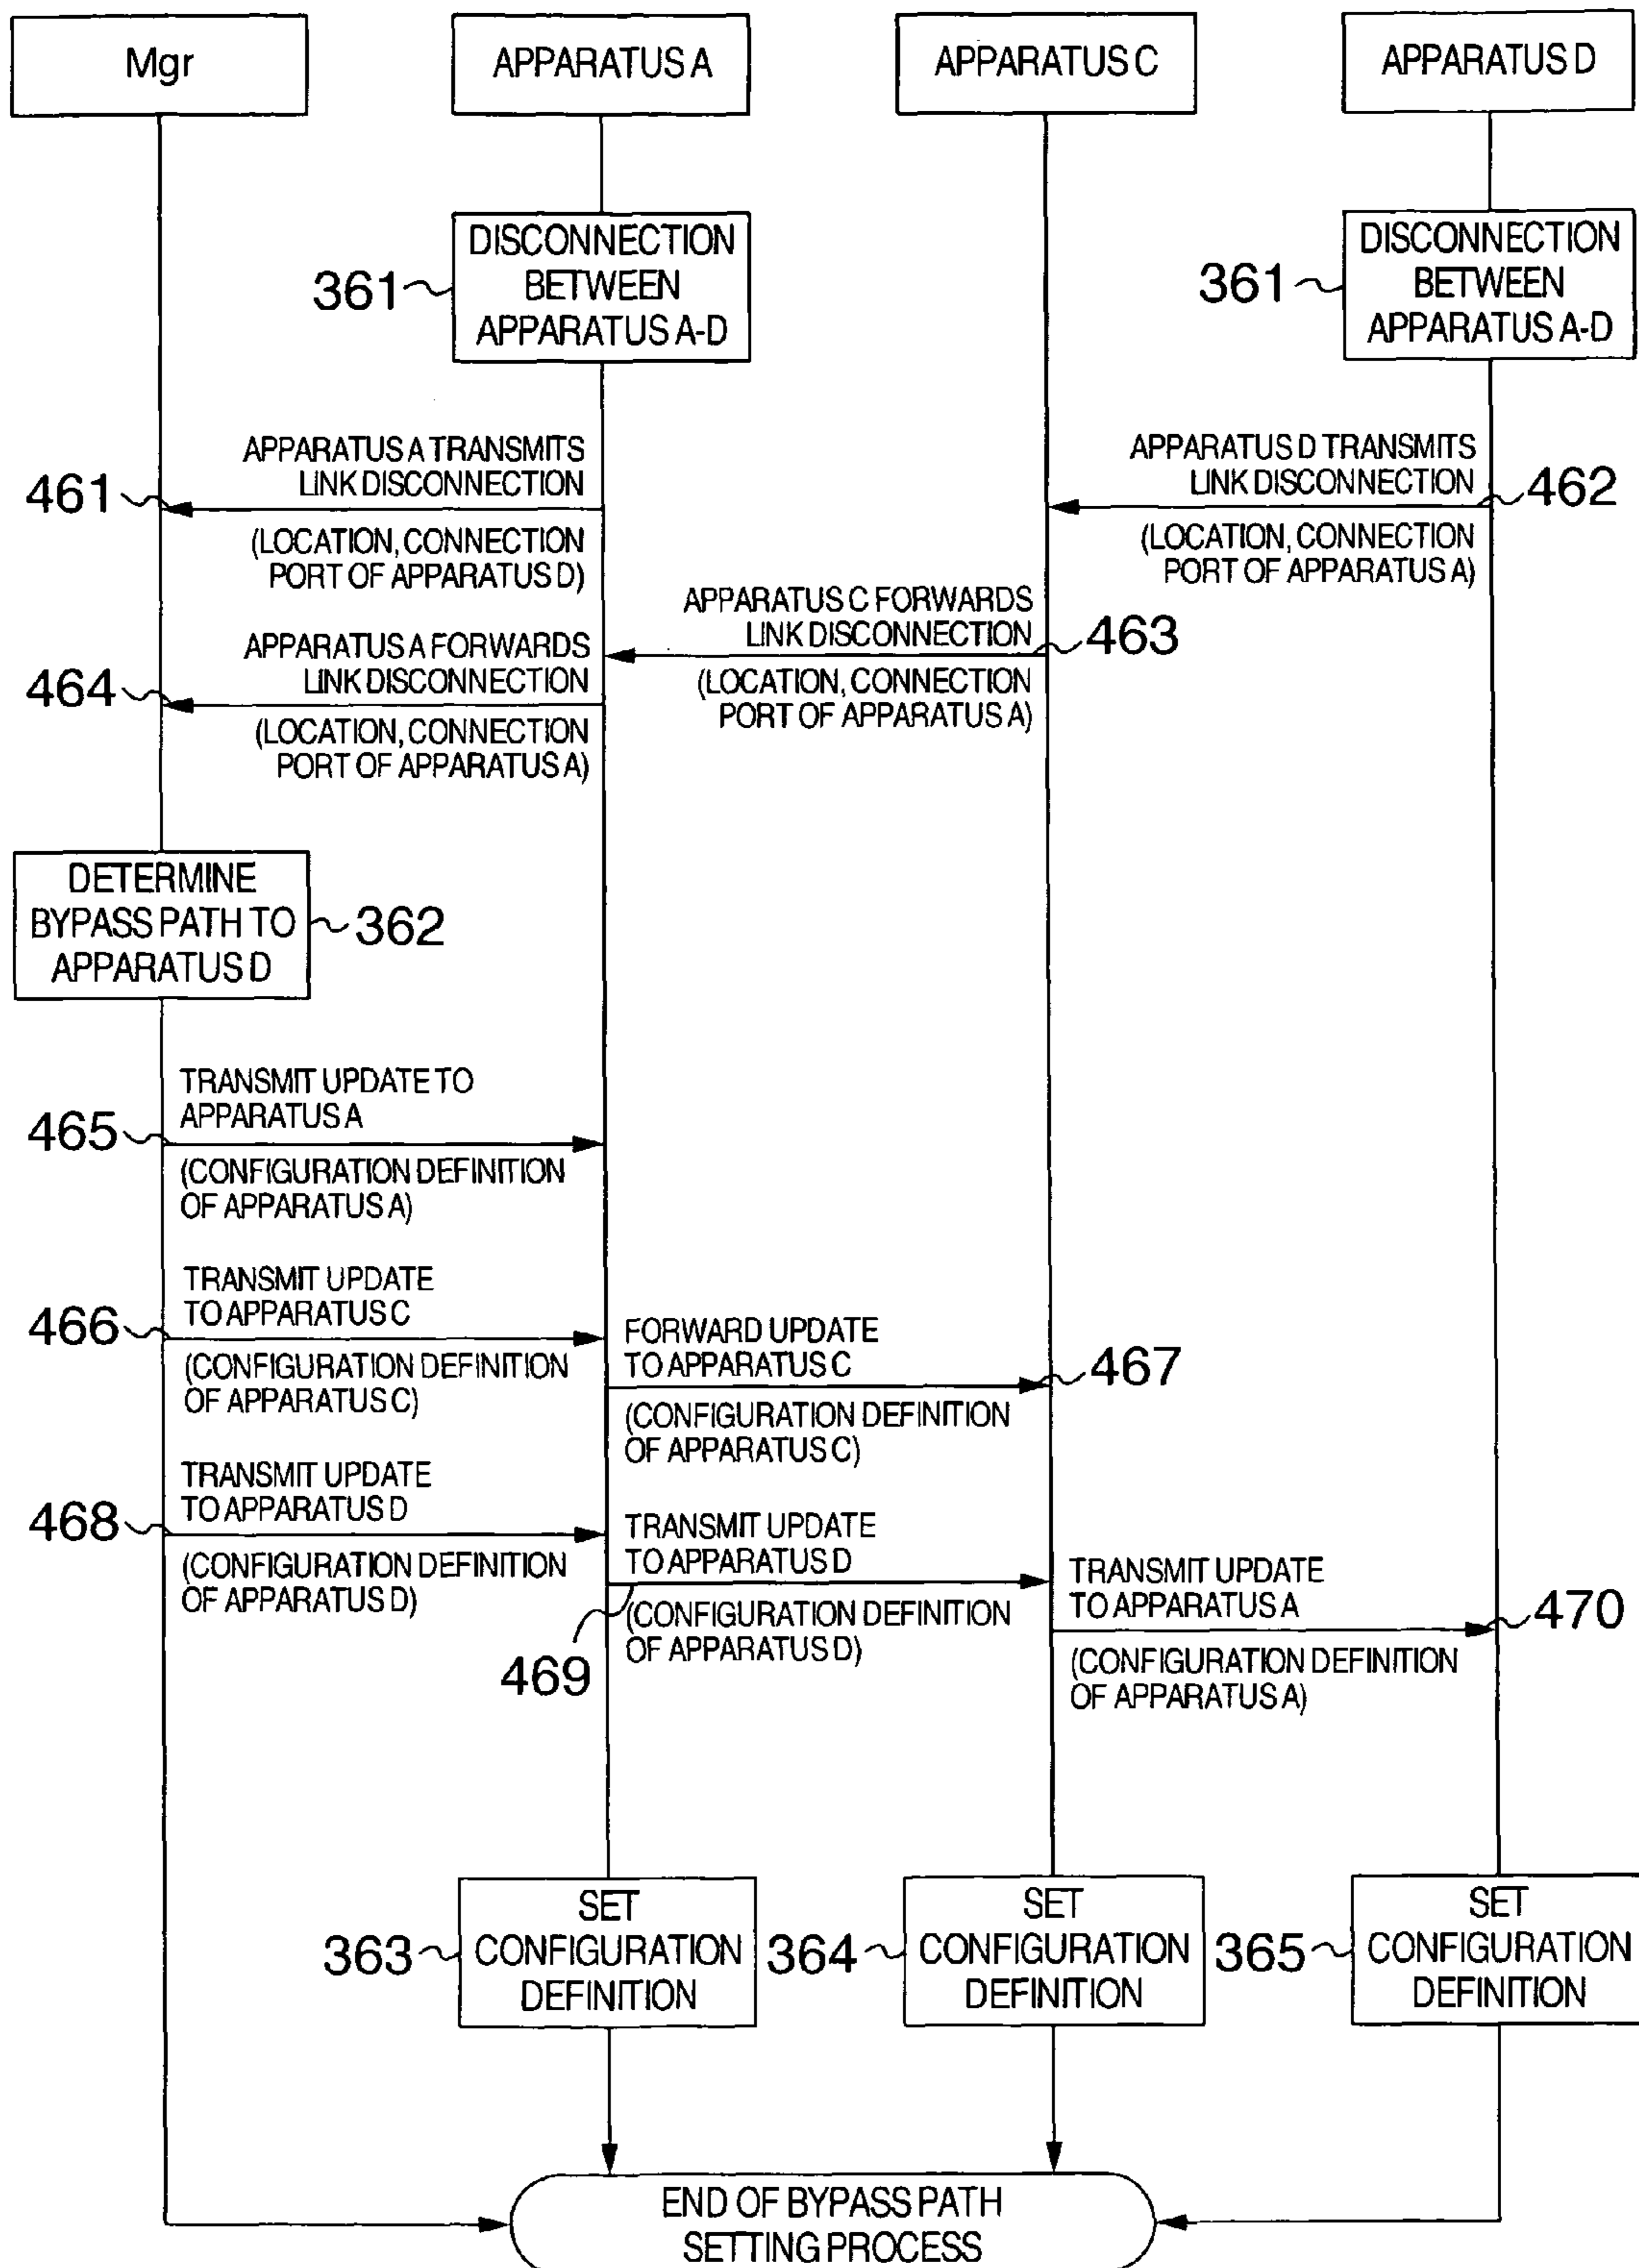 Mgr
APPARATUS A
APPARATUS C
APPARATUS D
361
DISCONNECTION
BETWEEN
APPARATUS A-D
361
DISCONNECTION
BETWEEN
APPARATUS A-D
APPARATUS A TRANSMITS
LINK DISCONNECTION
461
(LOCATION, CONNECTION
PORT OF APPARATUS D)
APPARATUS D TRANSMITS
LINK DISCONNECTION
462
(LOCATION, CONNECTION
PORT OF APPARATUS A)
APPARATUS C FORWARDS
LINK DISCONNECTION
463
(LOCATION, CONNECTION
PORT OF APPARATUS A)
APPARATUS A FORWARDS
LINK DISCONNECTION
464
(LOCATION, CONNECTION
PORT OF APPARATUS A)
DETERMINE
BYPASS PATH TO
APPARATUS D
362
TRANSMIT UPDATE TO
APPARATUS A
465
(CONFIGURATION DEFINITION
OF APPARATUS A)
TRANSMIT UPDATE
TO APPARATUS C
466
(CONFIGURATION DEFINITION
OF APPARATUS C)
FORWARD UPDATE
TO APPARATUS C
467
(CONFIGURATION DEFINITION
OF APPARATUS C)
TRANSMIT UPDATE
TO APPARATUS D
468
(CONFIGURATION DEFINITION
OF APPARATUS D)
TRANSMIT UPDATE
TO APPARATUS D
469
(CONFIGURATION DEFINITION
OF APPARATUS D)
TRANSMIT UPDATE
TO APPARATUS A
470
(CONFIGURATION DEFINITION
OF APPARATUS A)
363
SET
CONFIGURATION
DEFINITION
364
SET
CONFIGURATION
DEFINITION
365
SET
CONFIGURATION
DEFINITION
END OF BYPASS PATH
SETTING PROCESS